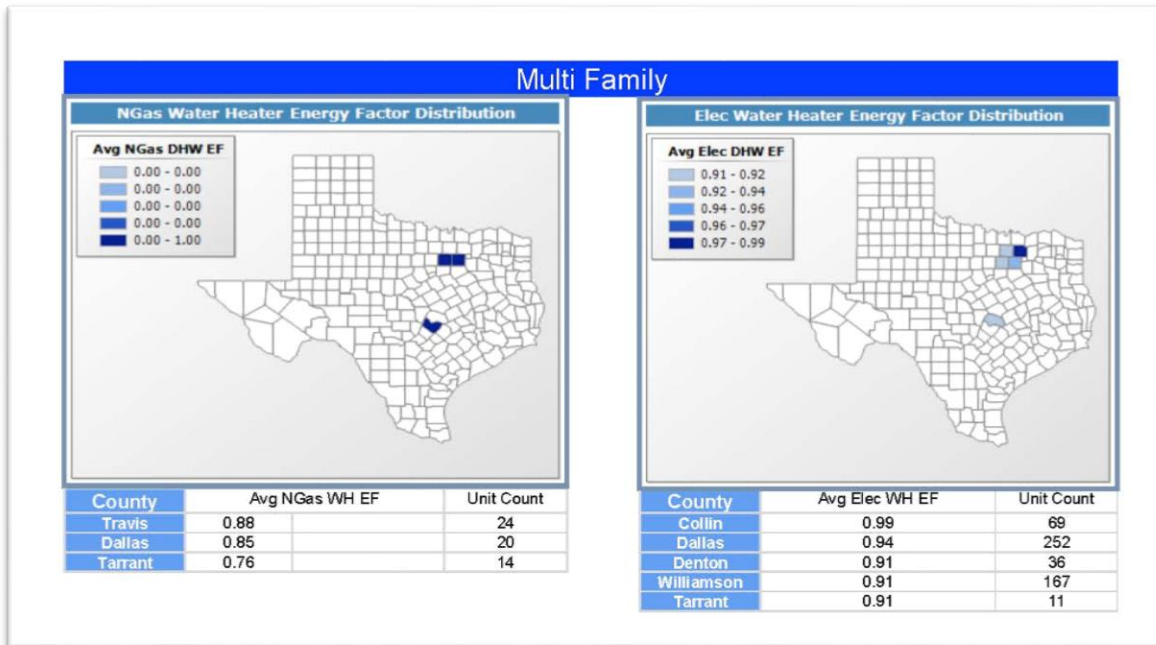 Multi Family
NGas Water Heater Energy Factor Distribution
Avg NGas DHW EF
0.00 - 0.00
0.00 - 0.00
0.00 - 0.00
0.00 - 0.00
0.00 - 1.00
County Avg NGas WH EF Unit Count
Travis 0.88 24
Dallas 0.85 20
Tarrant 0.76 14
Elec Water Heater Energy Factor Distribution
Avg Elec DHW EF
0.91 - 0.92
0.92 - 0.94
0.94 - 0.96
0.96 - 0.97
0.97 - 0.99
County Avg Elec WH EF Unit Count
Collin 0.99 69
Dallas 0.94 252
Denton 0.91 36
Williamson 0.91 167
Tarrant 0.91 11